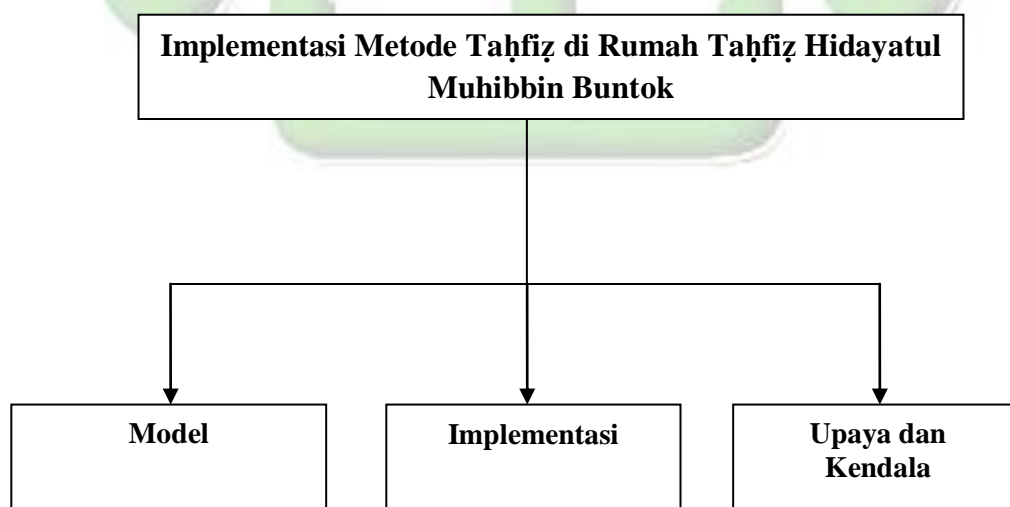 Implementasi Metode Taḥfiẓ di Rumah Taḥfiẓ Hidayatul
Muhibbin Buntok
Model
Implementasi
Upaya dan
Kendala